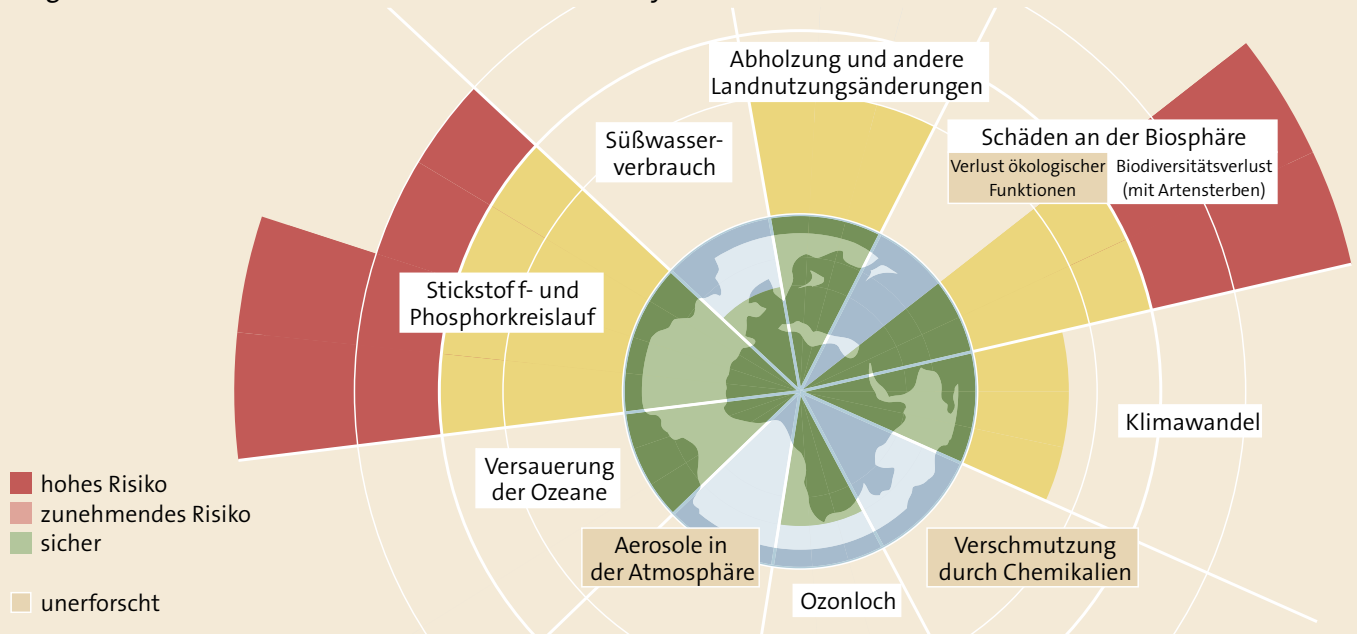 Abholzung und andere
Landnutzungsänderungen
Süßwasser-
verbrauch
Schäden an der Biosphäre
Verlust ökologischer
Funktionen
Biodiversitätsverlust
(mit Artensterben)
Stickstoff- und
Phosphorkreislauf
Klimawandel
Versauerung
der Ozeane
hohes Risiko
zunehmendes Risiko
sicher
unerforscht
Aerosole in
der Atmosphäre
Verschmutzung
durch Chemikalien
Ozonloch